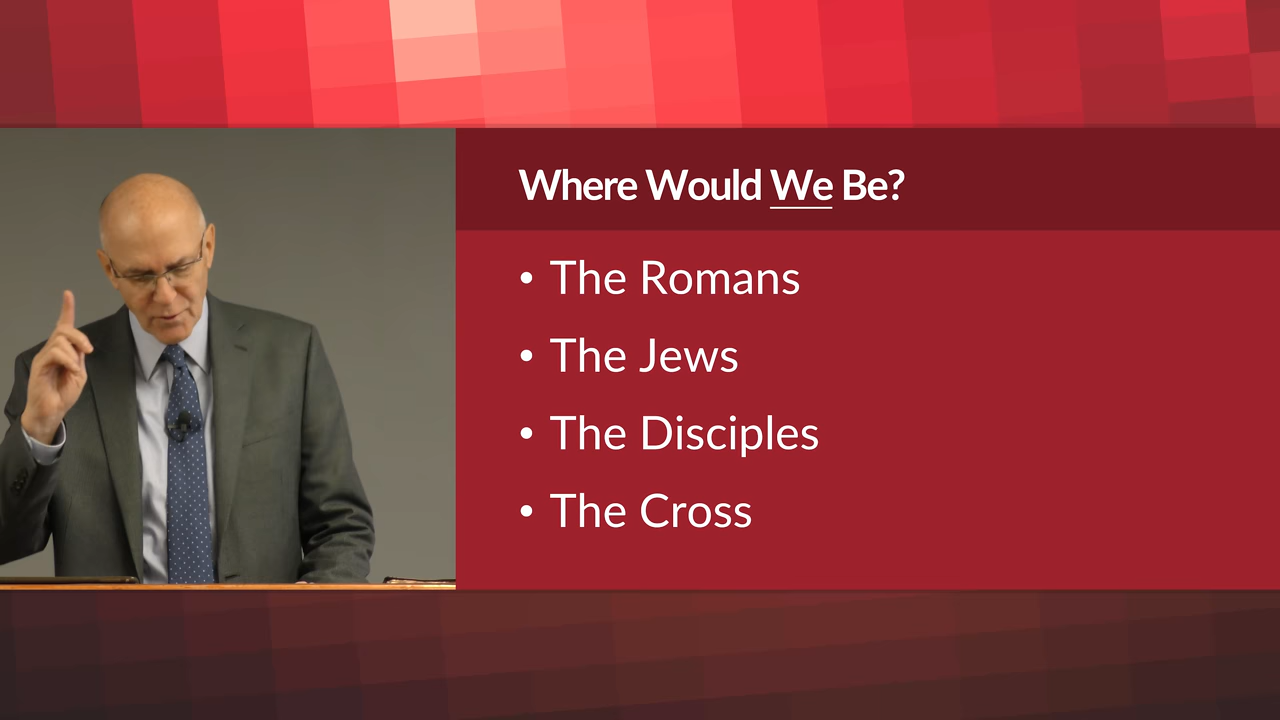 Where Would We Be?
• The Romans
• The Jews
• The Disciples
• The Cross